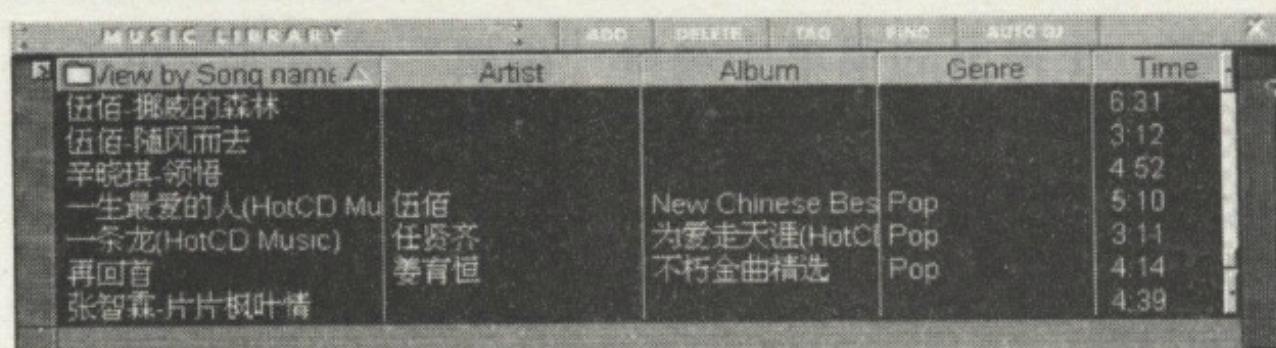 MUSIC LIBRARY ADD DELETE TAG FIND AUTO DJ X
View by Song name Artist Album Genre Time
伍佰-挪威的森林 6:31
伍佰-随风而去 3:12
辛晓琪-领悟 4:52
一生最爱的人(HotCD Mu 伍佰 New Chinese Bes Pop 5:10
一条龙(HotCD Music) 任贤齐 为爱走天涯(HotCD Pop 3:11
再回首 姜育恒 不朽金曲精选 Pop 4:14
张智霖-片片枫叶情 4:39